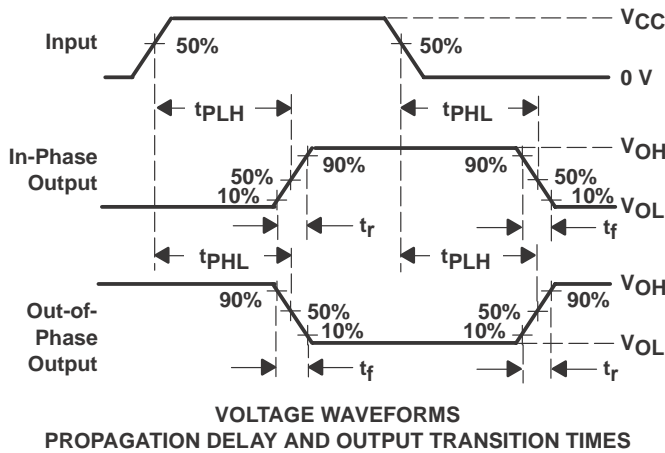 VCC
Input
50%
50%
0 V
tPLH
tPHL
In-Phase
Output
VOH
90%
90%
50%
50%
10%
10%
VOL
tr
tf
tPHL
tPLH
Out-of-
Phase
Output
VOH
90%
90%
50%
50%
10%
10%
VOL
tf
tr
VOLTAGE WAVEFORMS
PROPAGATION DELAY AND OUTPUT TRANSITION TIMES